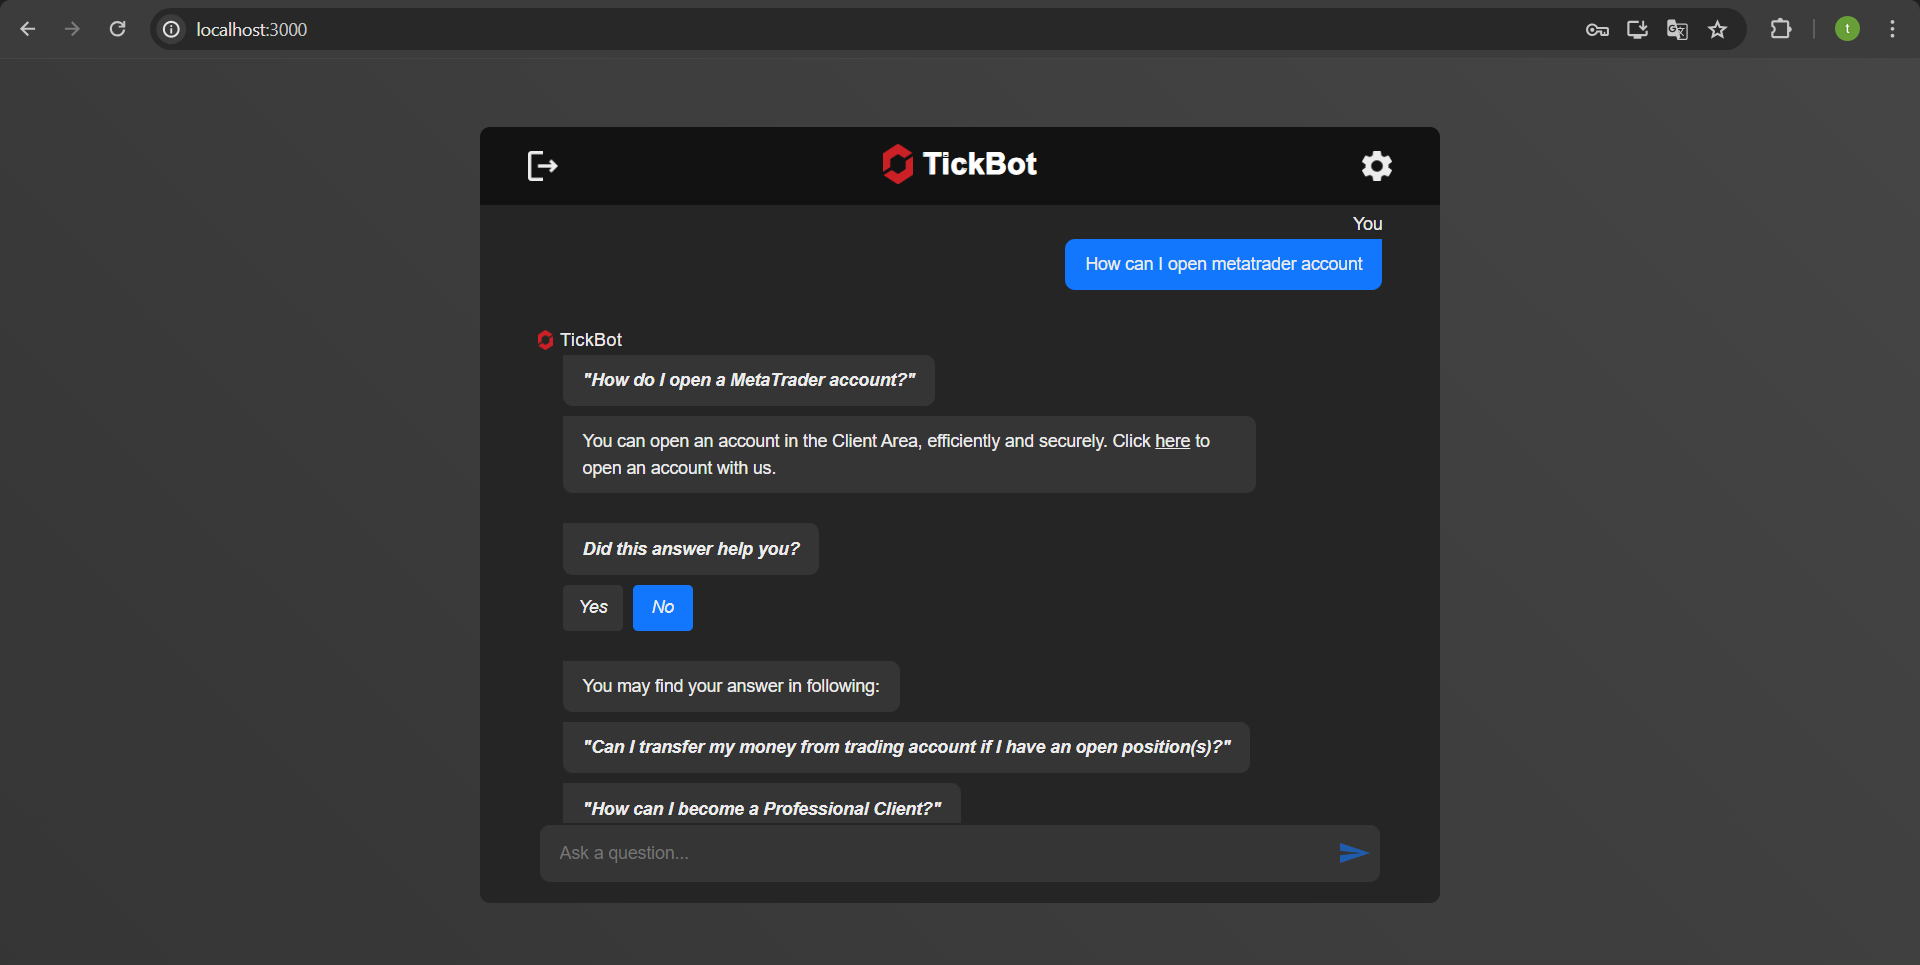 localhost:3000
t
TickBot
You
How can I open metatrader account
TickBot
"How do I open a MetaTrader account?"
You can open an account in the Client Area, efficiently and securely. Click here to
open an account with us.
Did this answer help you?
Yes No
You may find your answer in following:
"Can I transfer my money from trading account if I have an open position(s)?"
"How can I become a Professional Client?"
Ask a question...